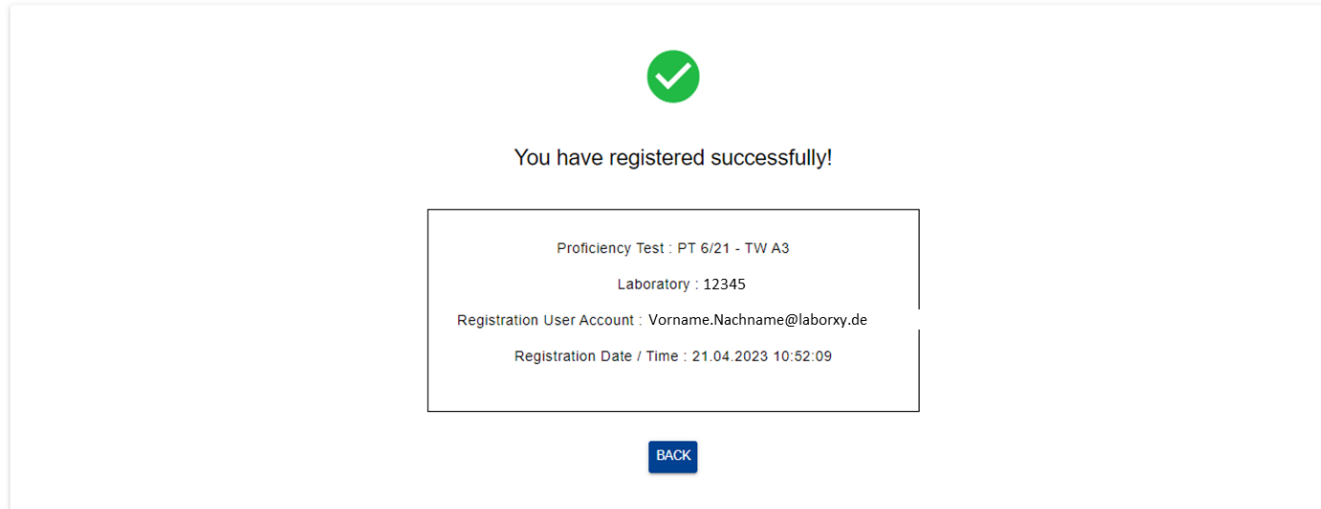 You have registered successfully!
Proficiency Test : PT 6/21 - TW A3
Laboratory : 12345
Registration User Account : Vorname.Nachname@laborxy.de
Registration Date / Time : 21.04.2023 10:52:09
BACK